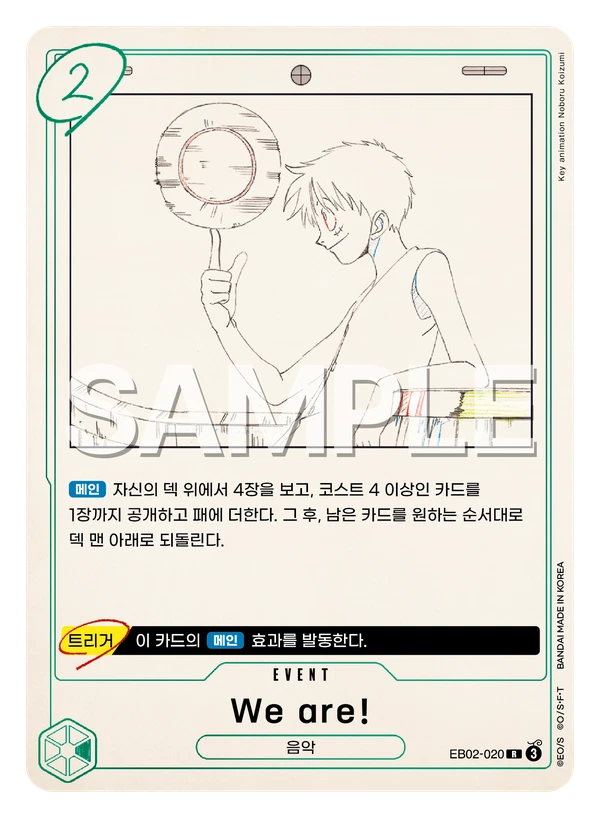 2
Key animation Noboru Koizumi
SAMPLE
메인 자신의 덱 위에서 4장을 보고, 코스트 4 이상인 카드를
1장까지 공개하고 패에 더한다. 그 후, 남은 카드를 원하는 순서대로
덱 맨 아래로 되돌린다.
트리거 이 카드의 메인 효과를 발동한다.
EVENT
We are!
음악
EB02-020 R 3
©EO/S ©O/S·F·T BANDAI MADE IN KOREA